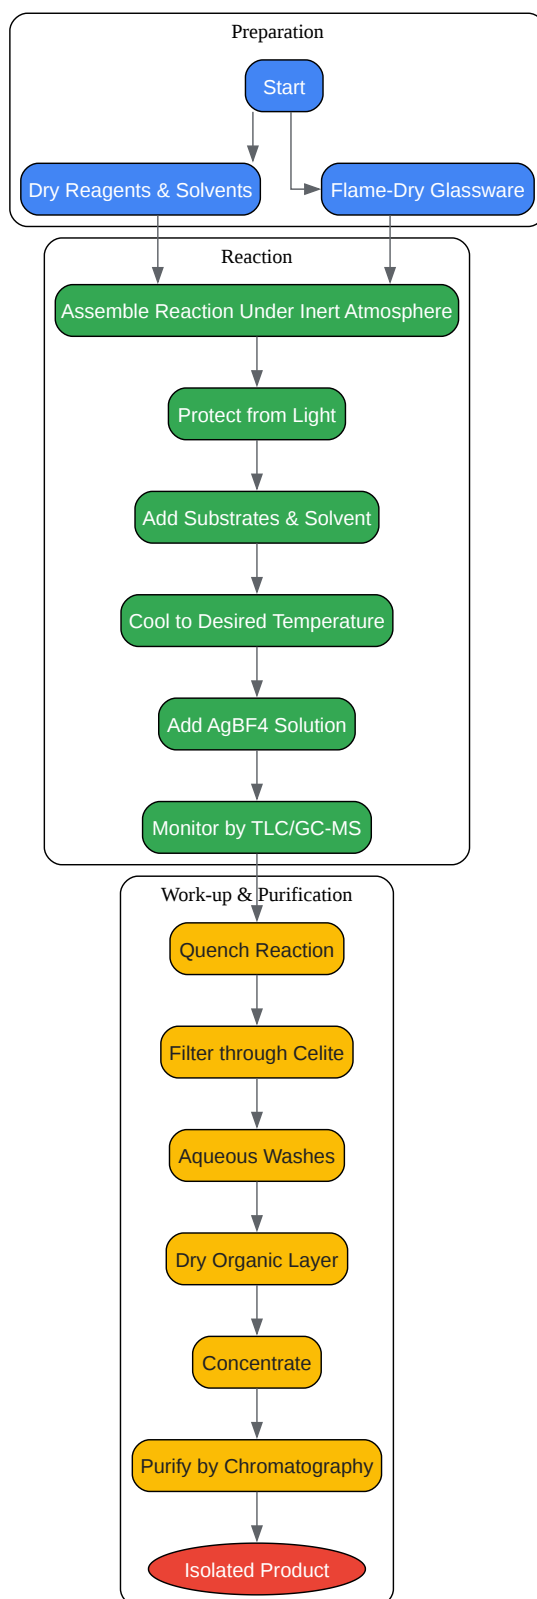 Preparation
Start
Dry Reagents & Solvents
Flame-Dry Glassware
Reaction
Assemble Reaction Under Inert Atmosphere
Protect from Light
Add Substrates & Solvent
Cool to Desired Temperature
Add AgBF4 Solution
Monitor by TLC/GC-MS
Work-up & Purification
Quench Reaction
Filter through Celite
Aqueous Washes
Dry Organic Layer
Concentrate
Purify by Chromatography
Isolated Product